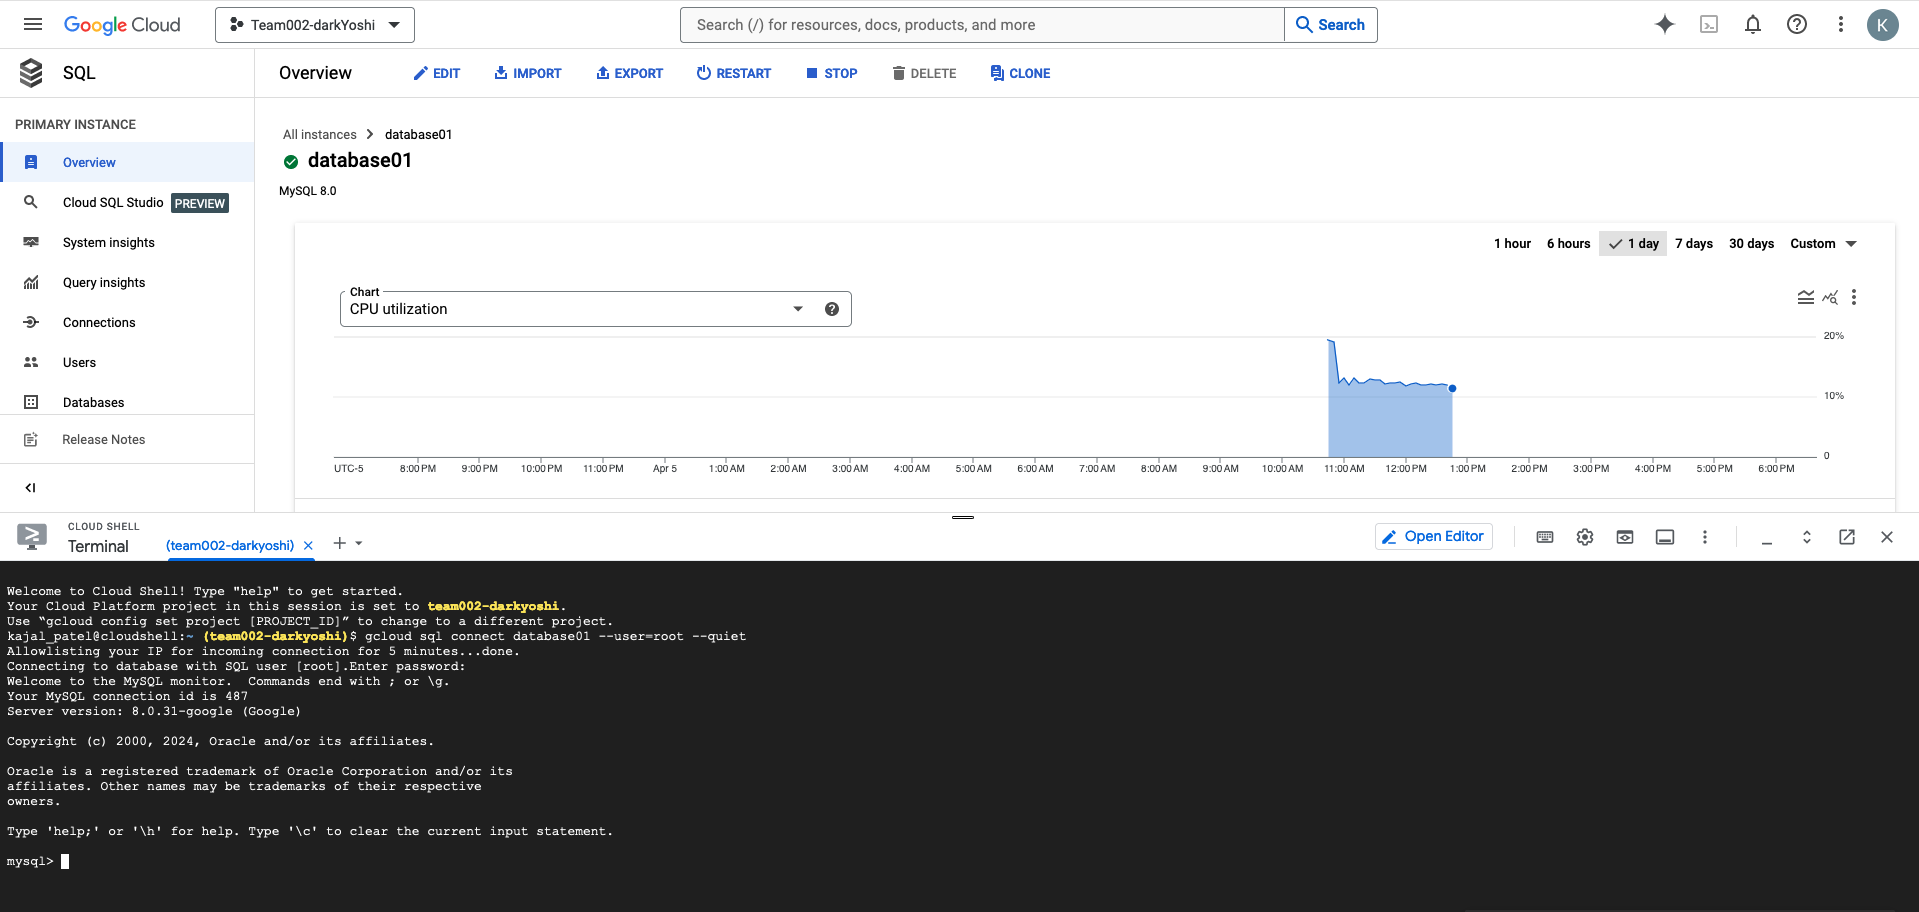 Google Cloud
Team002-darkYoshi
Search (/) for resources, docs, products, and more
Search
K
SQL
Overview
EDIT
IMPORT
EXPORT
RESTART
STOP
DELETE
CLONE
PRIMARY INSTANCE
Overview
Cloud SQL Studio PREVIEW
System insights
Query insights
Connections
Users
Databases
Release Notes
All instances > database01
database01
MySQL 8.0
1 hour 6 hours 1 day 7 days 30 days Custom
Chart
CPU utilization
20%
10%
0
UTC-5 8:00 PM 9:00 PM 10:00 PM 11:00 PM Apr 5 1:00 AM 2:00 AM 3:00 AM 4:00 AM 5:00 AM 6:00 AM 7:00 AM 8:00 AM 9:00 AM 10:00 AM 11:00 AM 12:00 PM 1:00 PM 2:00 PM 3:00 PM 4:00 PM 5:00 PM 6:00 PM
CLOUD SHELL
Terminal
(team002-darkyoshi)
Open Editor
Welcome to Cloud Shell! Type "help" to get started.
Your Cloud Platform project in this session is set to team002-darkyoshi.
Use “gcloud config set project [PROJECT_ID]” to change to a different project.
kajal_patel@cloudshell:~ (team002-darkyoshi)$ gcloud sql connect database01 --user=root --quiet
Allowlisting your IP for incoming connection for 5 minutes...done.
Connecting to database with SQL user [root].Enter password:
Welcome to the MySQL monitor.  Commands end with ; or \g.
Your MySQL connection id is 487
Server version: 8.0.31-google (Google)
Copyright (c) 2000, 2024, Oracle and/or its affiliates.
Oracle is a registered trademark of Oracle Corporation and/or its
affiliates. Other names may be trademarks of their respective
owners.
Type 'help;' or '\h' for help. Type '\c' to clear the current input statement.
mysql>